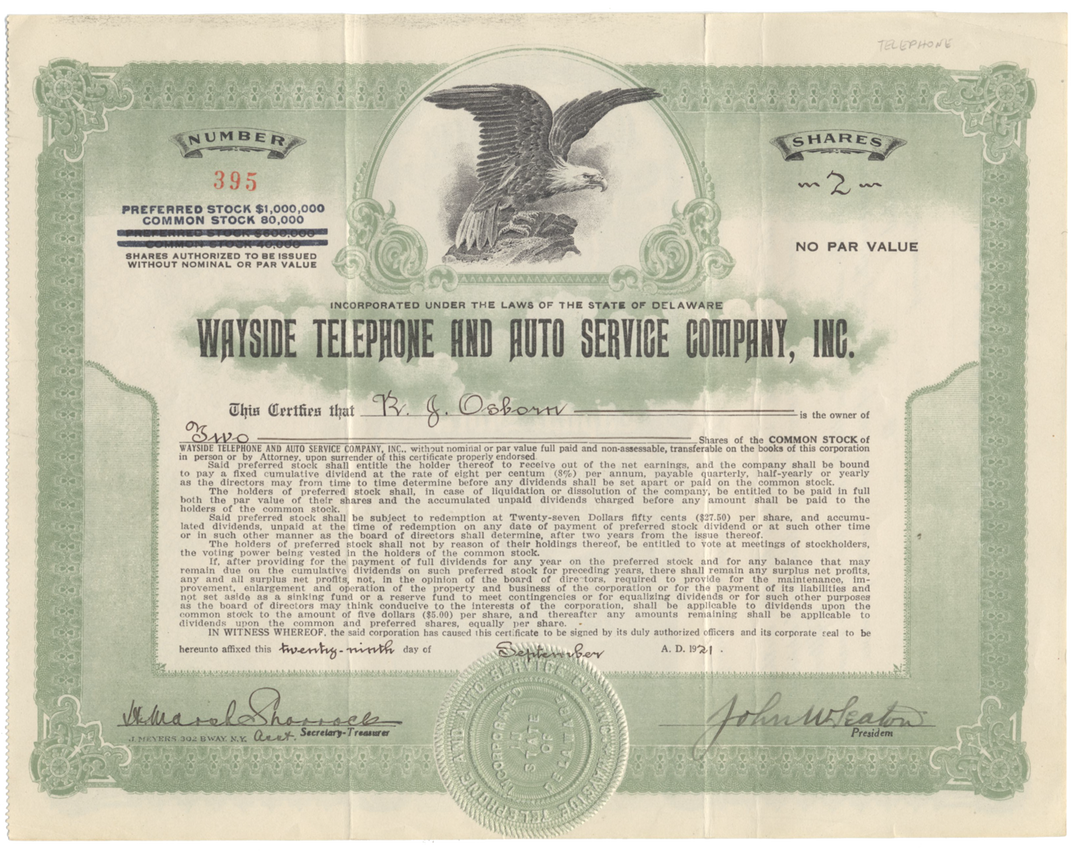 TELEPHONE
NUMBER
395
PREFERRED STOCK $1,000,000
COMMON STOCK 80,000
PREFERRED STOCK $500,000
COMMON STOCK 40,000
SHARES AUTHORIZED TO BE ISSUED
WITHOUT NOMINAL OR PAR VALUE
SHARES
2
NO PAR VALUE
INCORPORATED UNDER THE LAWS OF THE STATE OF DELAWARE
WAYSIDE TELEPHONE AND AUTO SERVICE COMPANY, INC.
This Certfies that R. J. Osborn is the owner of
Two Shares of the COMMON STOCK of
WAYSIDE TELEPHONE AND AUTO SERVICE COMPANY, INC., without nominal or par value full paid and non-assessable, transferable on the books of this corporation
in person or by Attorney, upon surrender of this certificate properly endorsed.
Said preferred stock shall entitle the holder thereof to receive out of the net earnings, and the company shall be bound
to pay a fixed cumulative dividend at the rate of eight per centum (8%) per annum, payable quarterly, half-yearly or yearly
as the directors may from time to time determine before any dividends shall be set apart or paid on the common stock.
The holders of preferred stock shall, in case of liquidation or dissolution of the company, be entitled to be paid in full
both the par value of their shares and the accumulated unpaid dividends charged before any amount shall be paid to the
holders of the common stock.
Said preferred stock shall be subject to redemption at Twenty-seven Dollars fifty cents ($27.50) per share, and accumu-
lated dividends, unpaid at the time of redemption on any date of payment of preferred stock dividend or at such other time
or in such other manner as the board of directors shall determine, after two years from the issue thereof.
The holders of preferred stock shall not by reason of their holdings thereof, be entitled to vote at meetings of stockholders,
the voting power being vested in the holders of the common stock.
If, after providing for the payment of full dividends for any year on the preferred stock and for any balance that may
remain due on the cumulative dividends on such preferred stock for preceding years, there shall remain any surplus net profits,
any and all surplus net profits, not, in the opinion of the board of directors, required to provide for the maintenance, im-
provement, enlargement and operation of the property and business of the corporation or for the payment of its liabilities and
not set aside as a sinking fund or a reserve fund to meet contingencies or for equalizing dividends or for such other purposes
as the board of directors may think conducive to the interests of the corporation, shall be applicable to dividends upon the
common stock to the amount of five dollars ($5.00) per share, and thereafter any amounts remaining shall be applicable to
dividends upon the common and preferred shares, equally per share.
IN WITNESS WHEREOF, the said corporation has caused this certificate to be signed by its duly authorized officers and its corporate real to be
hereunto affixed this twenty-ninth day of September A. D. 1921.
John W. Eaton
J. MEYERS. 302 B'WAY. N.Y. Asst. Secretary-Treasurer
President